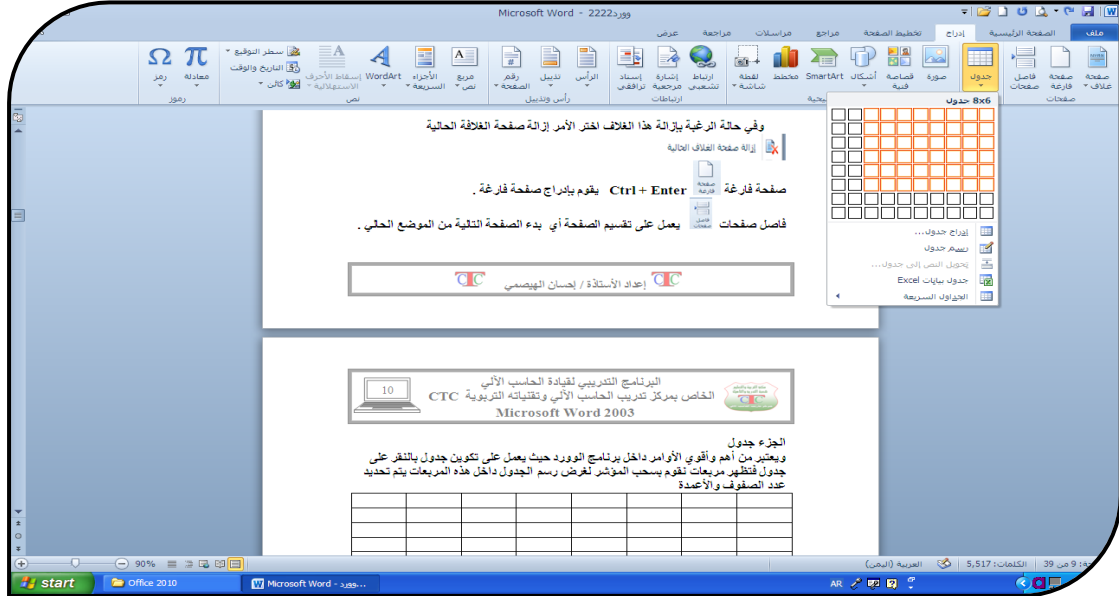 وورد2222 - Microsoft Word
ملف
الصفحة الرئيسية
إدراج
تخطيط الصفحة
مراجع
مراسلات
مراجعة
عرض
صفحة غلاف
صفحة فارغة
فاصل صفحات
صفحات
جدول
صورة
قصاصة فنية
أشكال
SmartArt
مخطط
لقطة شاشة
ارتباط تشعبي
إشارة مرجعية
إسناد ترافقي
ارتباطات
الرأس
تذييل
رقم الصفحة
رأس وتذييل
مربع نص
الأجزاء السريعة
WordArt
إسقاط الأحرف الاستهلالية
سطر التوقيع
التاريخ والوقت
كائن
نص
معادلة
رمز
رموز
8x6 جدول
إدراج جدول...
رسم جدول
تحويل النص إلى جدول...
جدول بيانات Excel
الجداول السريعة
وفي حالة الرغبة بإزالة هذا الغلاف اختر الأمر إزالة صفحة الغلافة الحالية
إزالة صفحة الغلاف الحالية
صفحة فارغة صفحة فارغة Ctrl + Enter يقوم بإدراج صفحة فارغة .
فاصل صفحات فاصل صفحات يعمل على تقسيم الصفحة أي بدء الصفحة التالية من الموضع الحالي .
CTC إعداد الأستاذة / إحسان الهيصمي CTC
البرنامج التدريبي لقيادة الحاسب الآلي
الخاص بمركز تدريب الحاسب الآلي وتقنياته التربوية CTC
Microsoft Word 2003
10
الجزء جدول
ويعتبر من أهم وأقوي الأوامر داخل برنامج الوورد حيث يعمل على تكوين جدول بالنقر على
جدول فتظهر مربعات نقوم بسحب المؤشر لغرض رسم الجدول داخل هذه المربعات يتم تحديد
عدد الصفوف والأعمدة
9 من 39
الكلمات: 5,517
العربية (اليمن)
90%
start
Office 2010
وورد - Microsoft Word...
AR